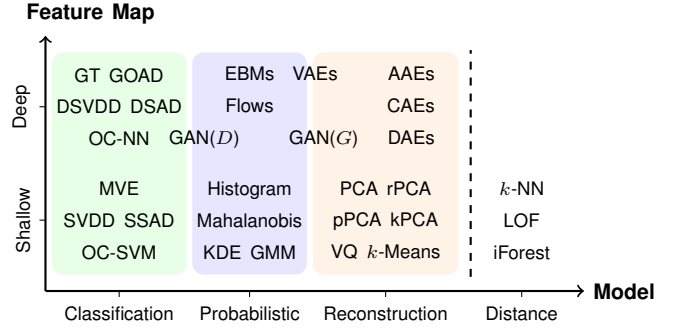 Feature Map
Deep
GT GOAD EBMs VAEs AAEs
DSVDD DSAD Flows CAEs
OC-NN GAN(D) GAN(G) DAEs
Shallow
MVE Histogram PCA rPCA k-NN
SVDD SSAD Mahalanobis pPCA kPCA LOF
OC-SVM KDE GMM VQ k-Means iForest
Model
Classification Probabilistic Reconstruction Distance